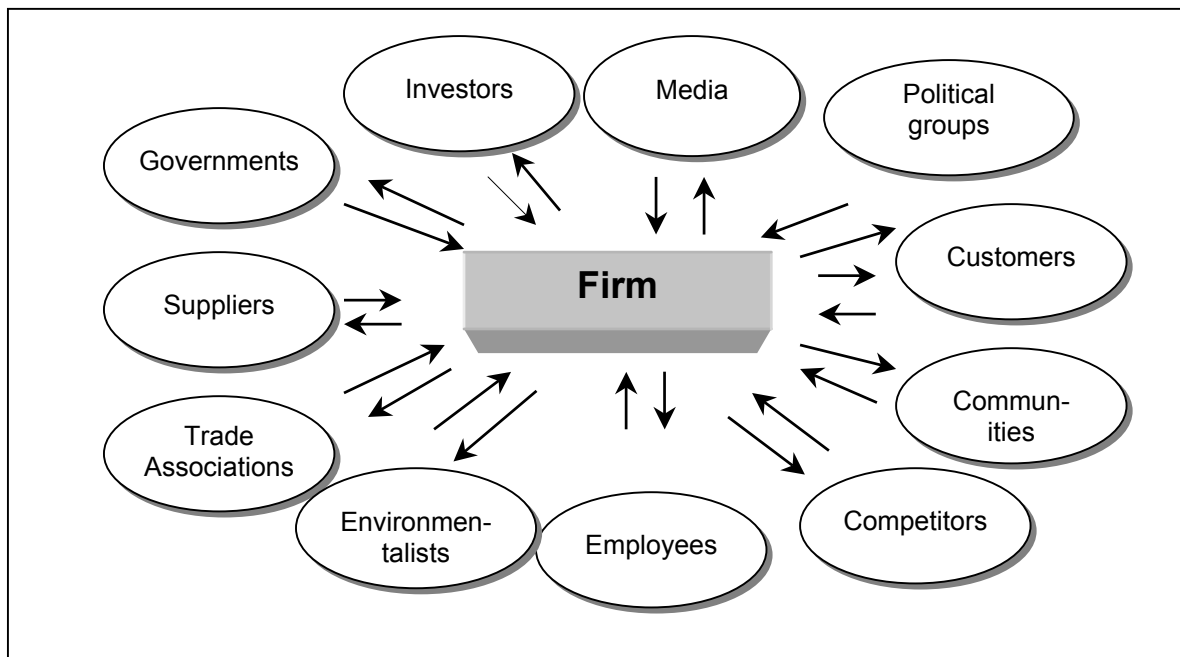 Investors
Media
Political
groups
Governments
Customers
Firm
Suppliers
Commun-
ities
Trade
Associations
Environmen-
talists
Employees
Competitors